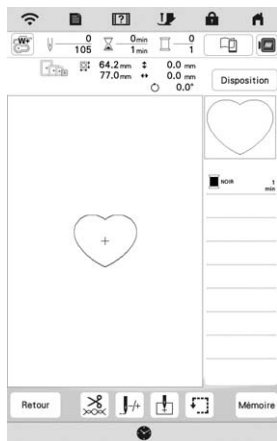 W+
0
105
0min
1min
0
1
64.2mm
0.0 mm
77.0mm
0.0 mm
0.0°
Disposition
NOIR
1
min
Retour
Mémoire